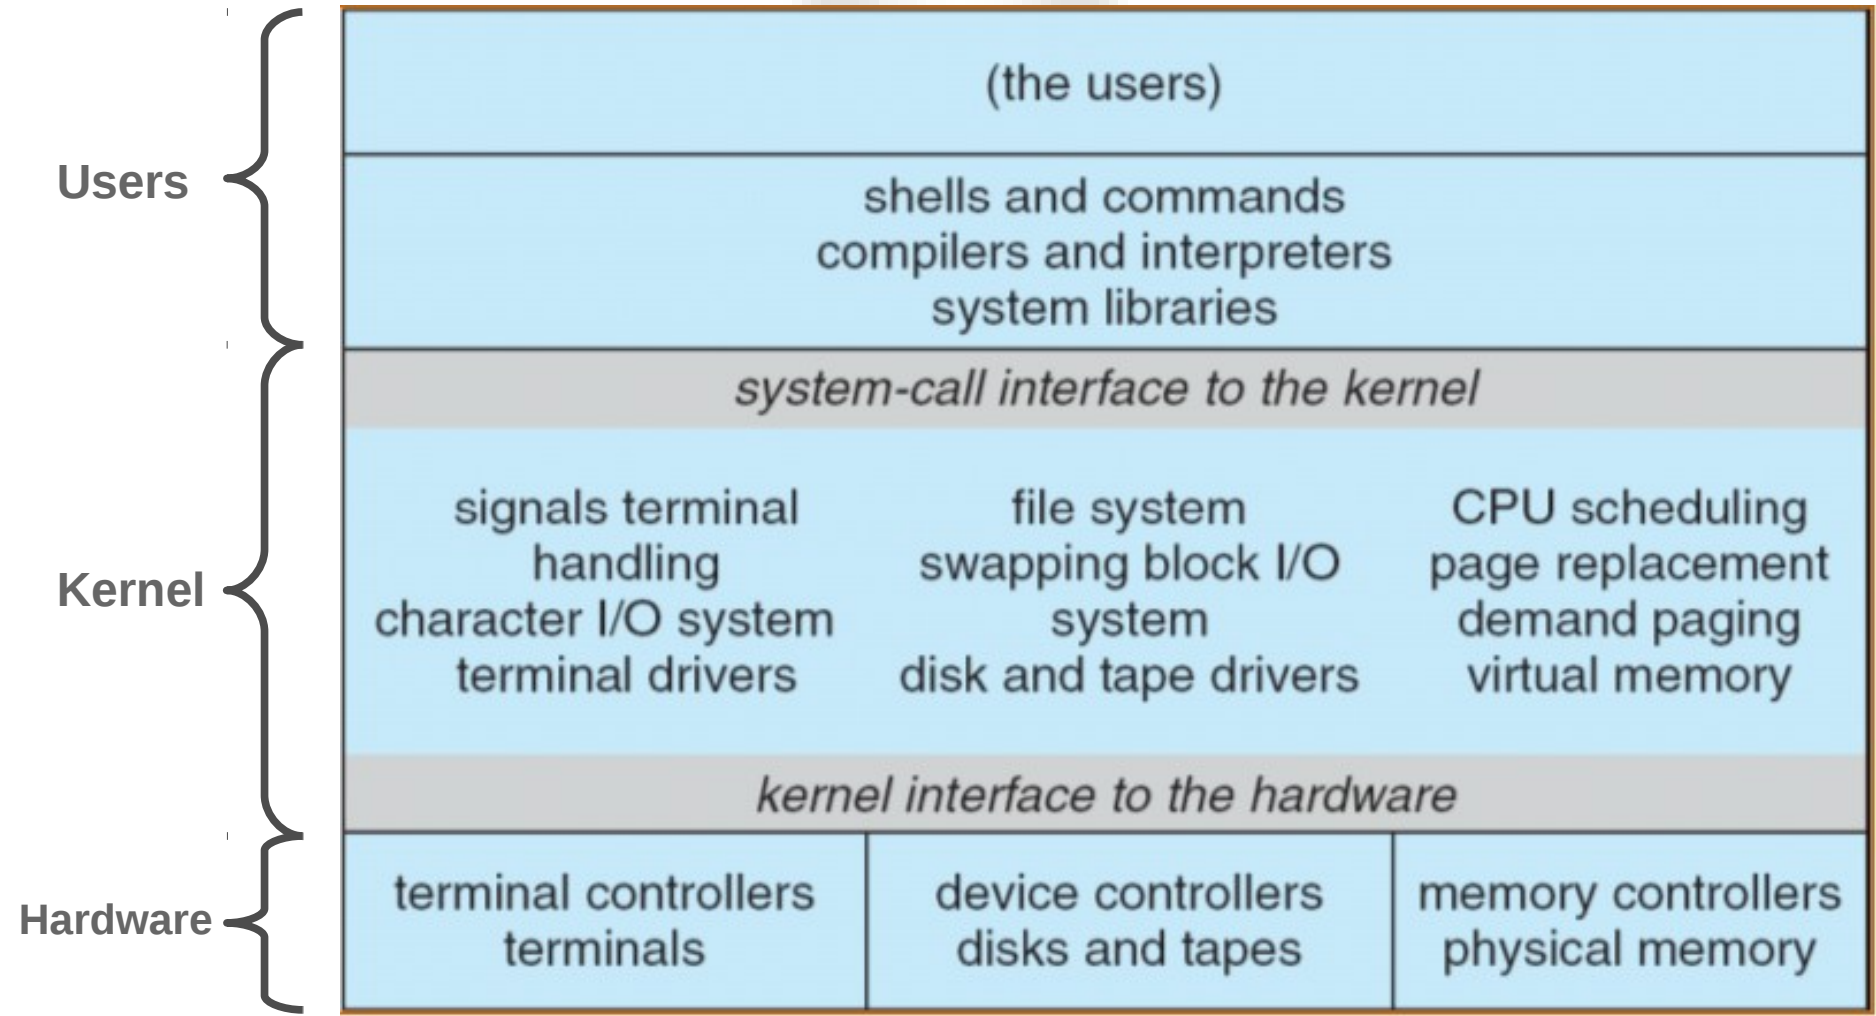 Users
(the users)
shells and commands
compilers and interpreters
system libraries
Kernel
system-call interface to the kernel
signals terminal
handling
character I/O system
terminal drivers
file system
swapping block I/O
system
disk and tape drivers
CPU scheduling
page replacement
demand paging
virtual memory
kernel interface to the hardware
Hardware
terminal controllers
terminals
device controllers
disks and tapes
memory controllers
physical memory